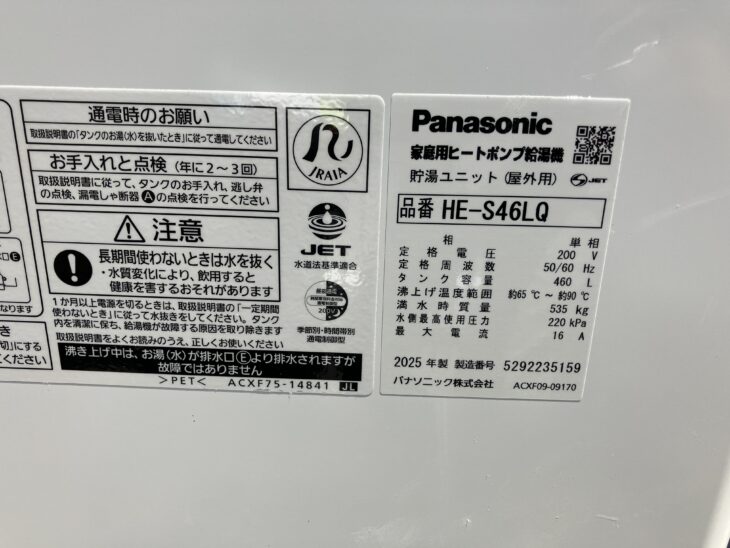 通電時のお願い
取扱説明書の「タンクのお湯(水)を抜いたとき」に従って通電してください
お手入れと点検 (年に2～3回)
取扱説明書に従って、タンクのお手入れ、逃し弁
の点検、漏電しゃ断器Ⓐの点検を行ってください
注意
長期間使わないときは水を抜く
・水質変化により、飲用すると
健康を害するおそれがあります
1か月以上電源を切るときは、取扱説明書の「一定期間
使わないとき」に従って水抜きをしてください。タンク
内を清潔に保ち、給湯機が故障する原因を取り除きます
取扱説明書をよくお読みのうえ、正しくお使いください
沸き上げ中は、お湯(水)が排水口Ⓔより排水されますが
故障ではありません
>PET< ACXF75-14841 JL
JRAIA
JET
水道法基準適合
200V
季節別・時間帯別
通電制御型
口Ⓔ
なります
き
ください
Panasonic
家庭用ヒートポンプ給湯機
貯湯ユニット(屋外用) JET
品番 HE-S46LQ
相 単相
定格電圧 200 V
定格周波数 50/60 Hz
タンク容量 460 L
沸上げ温度範囲 約65℃～約90℃
満水時質量 535 kg
水側最高使用圧力 220 kPa
最大電流 16 A
2025年製 製造番号 5292235159
パナソニック株式会社 ACXF09-09170